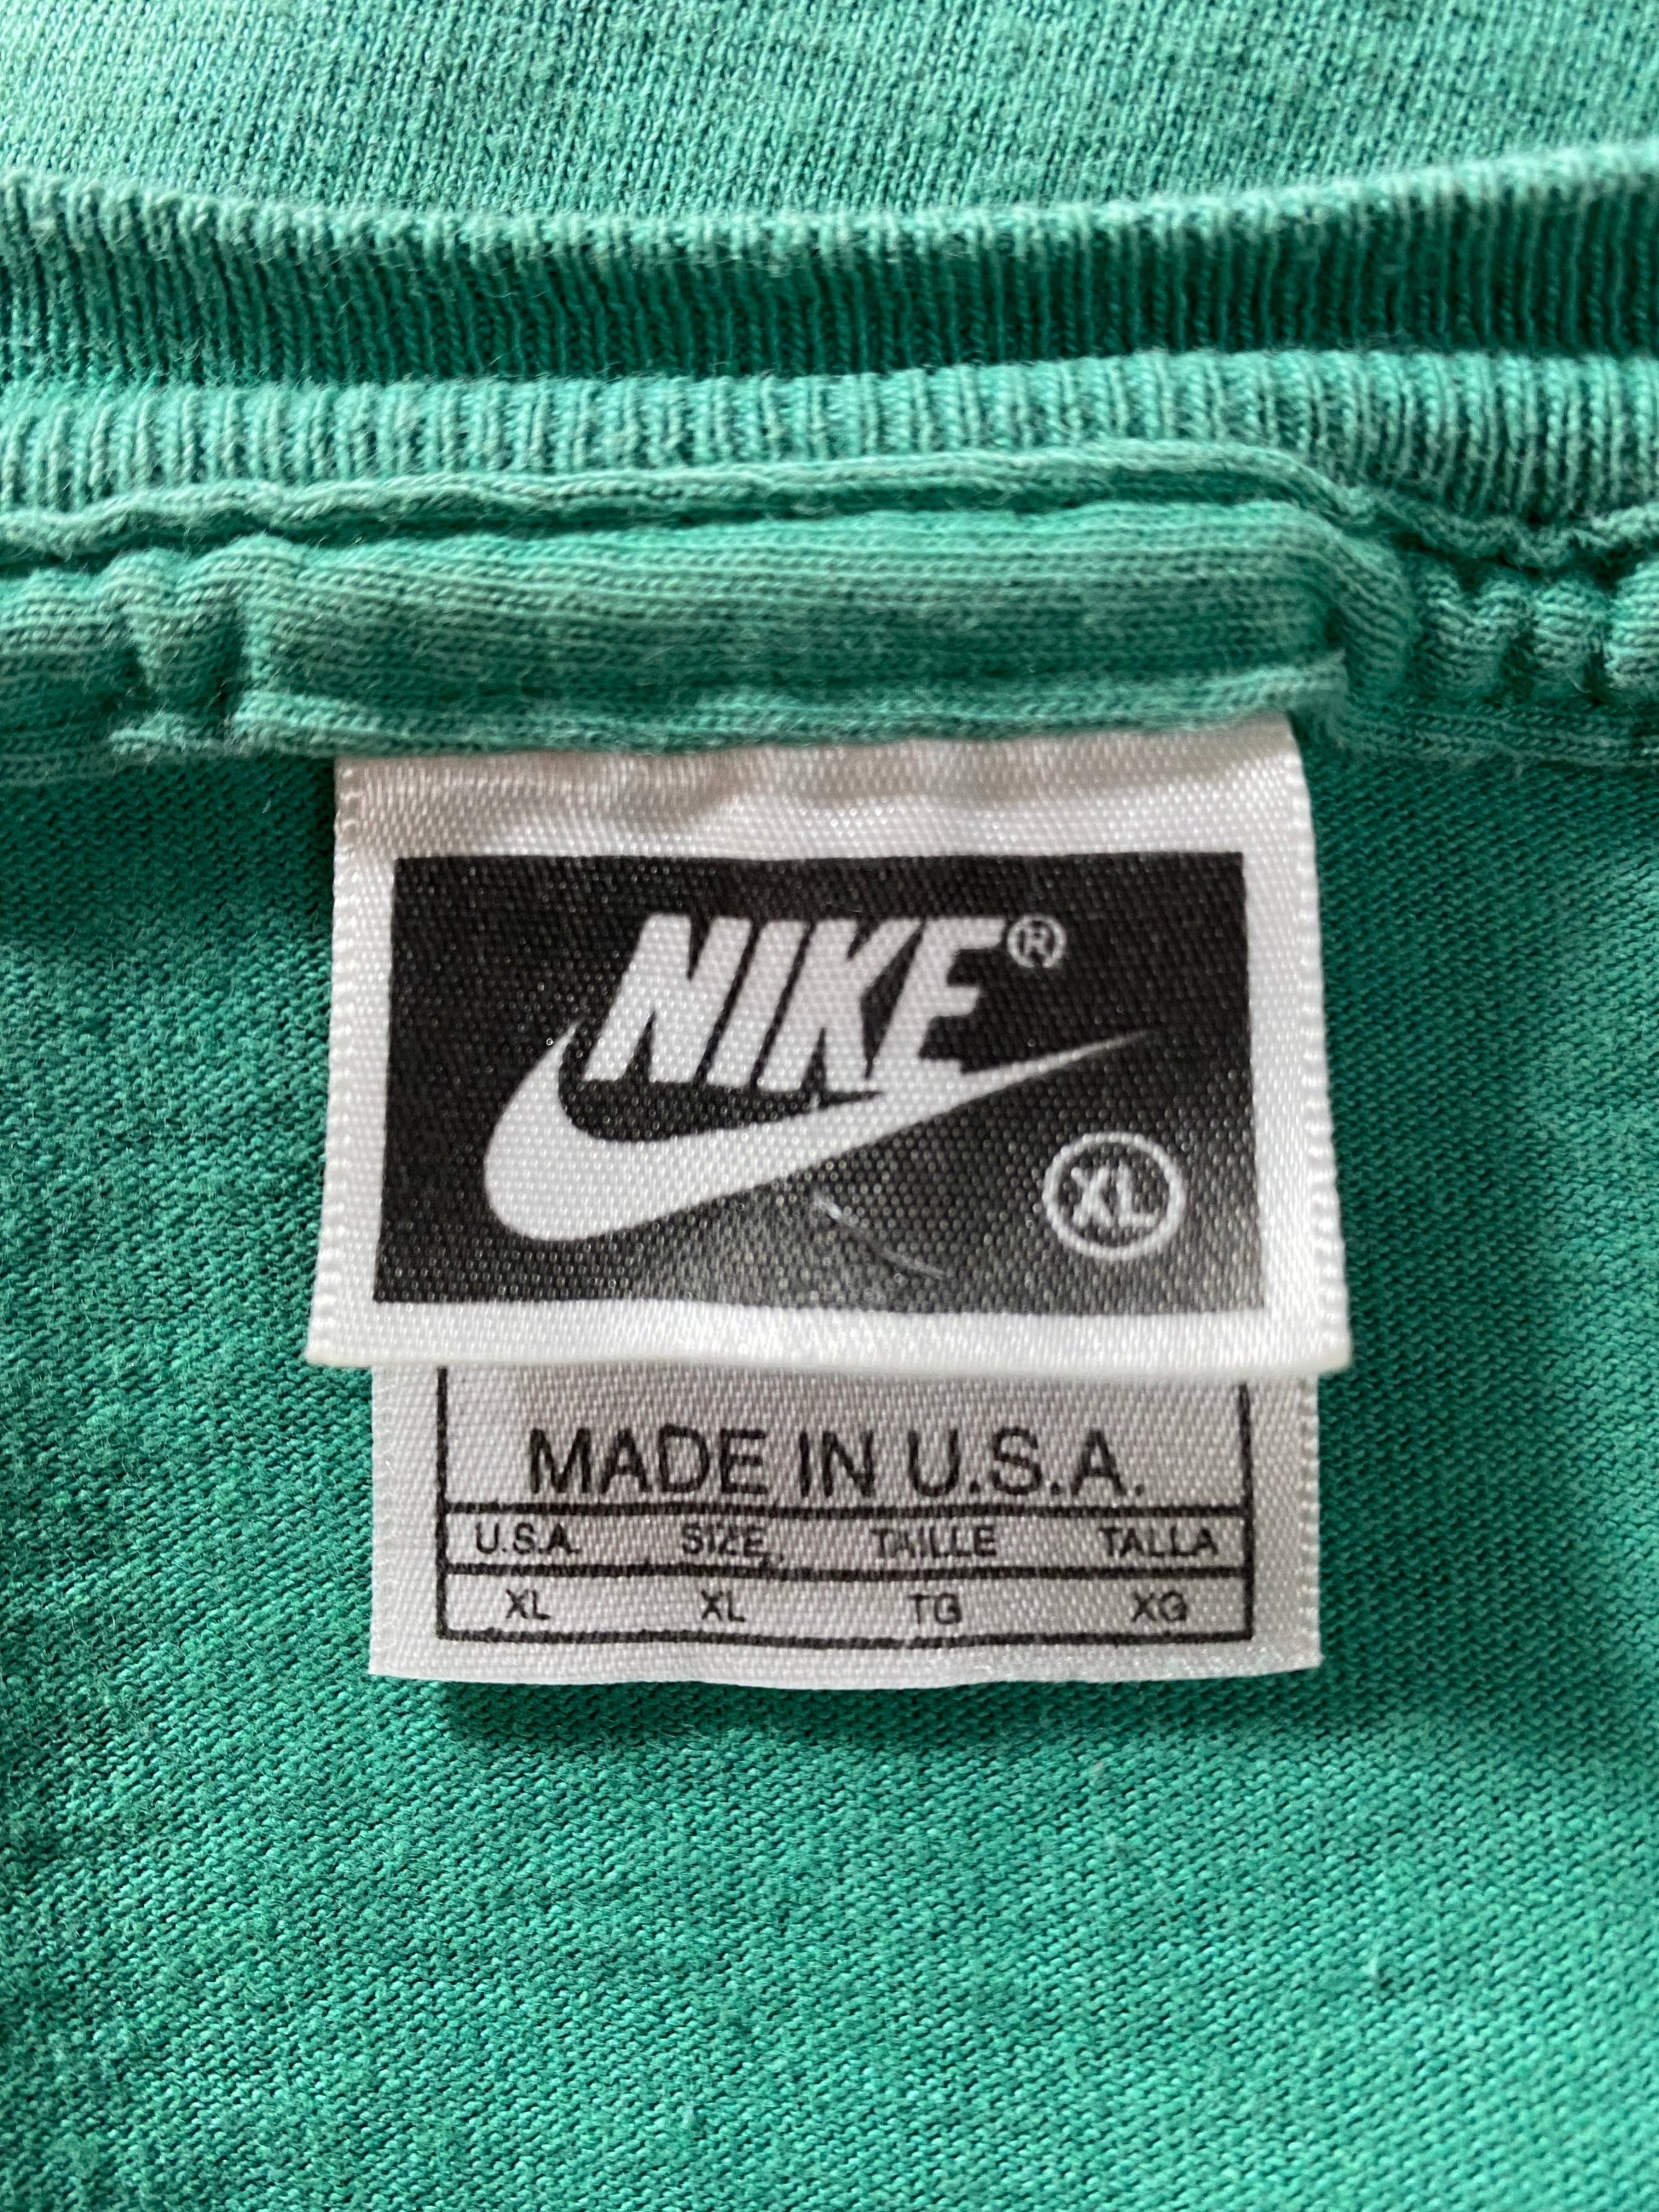 NIKE®
XL
MADE IN U.S.A.
U.S.A. SIZE TAILLE TALLA
XL XL TG XG